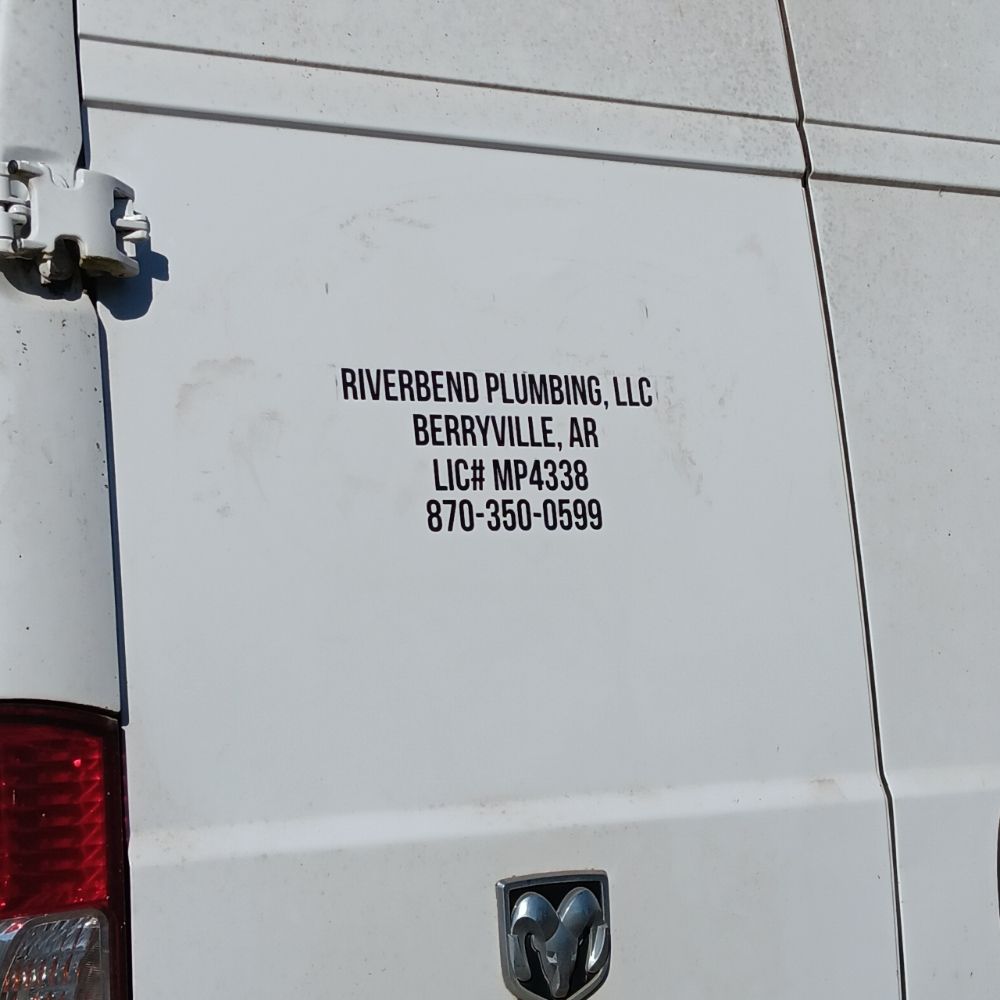 RIVERBEND PLUMBING, LLC
BERRYVILLE, AR
LIC# MP4338
870-350-0599